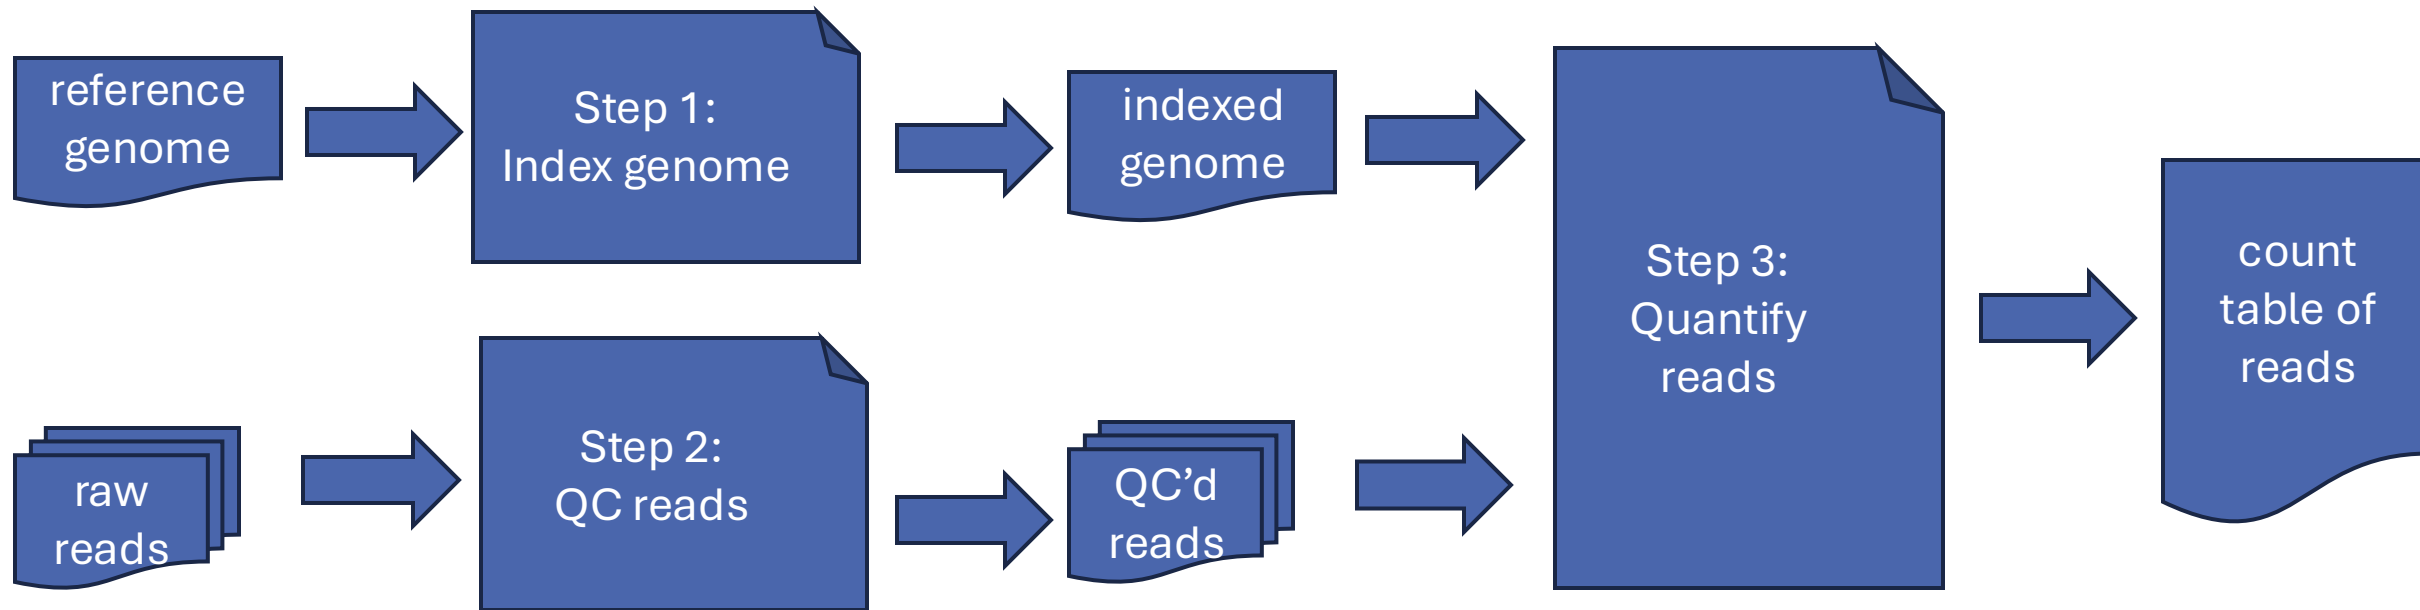 reference
genome
Step 1:
Index genome
indexed
genome
raw
reads
Step 2:
QC reads
QC’d
reads
Step 3:
Quantify
reads
count
table of
reads